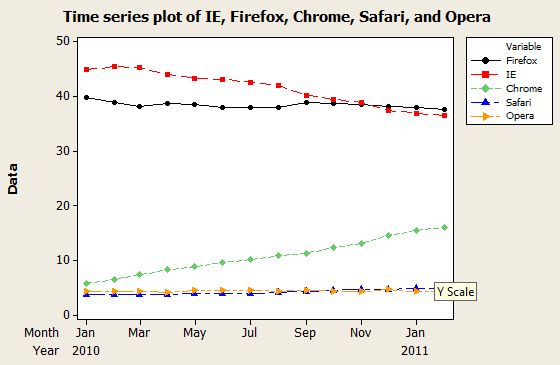 Time series plot of IE, Firefox, Chrome, Safari, and Opera
Variable
Firefox
IE
Chrome
Safari
Opera
Data
50
40
30
20
10
0
Y Scale
Month Jan Mar May Jul Sep Nov Jan
Year 2010 2011